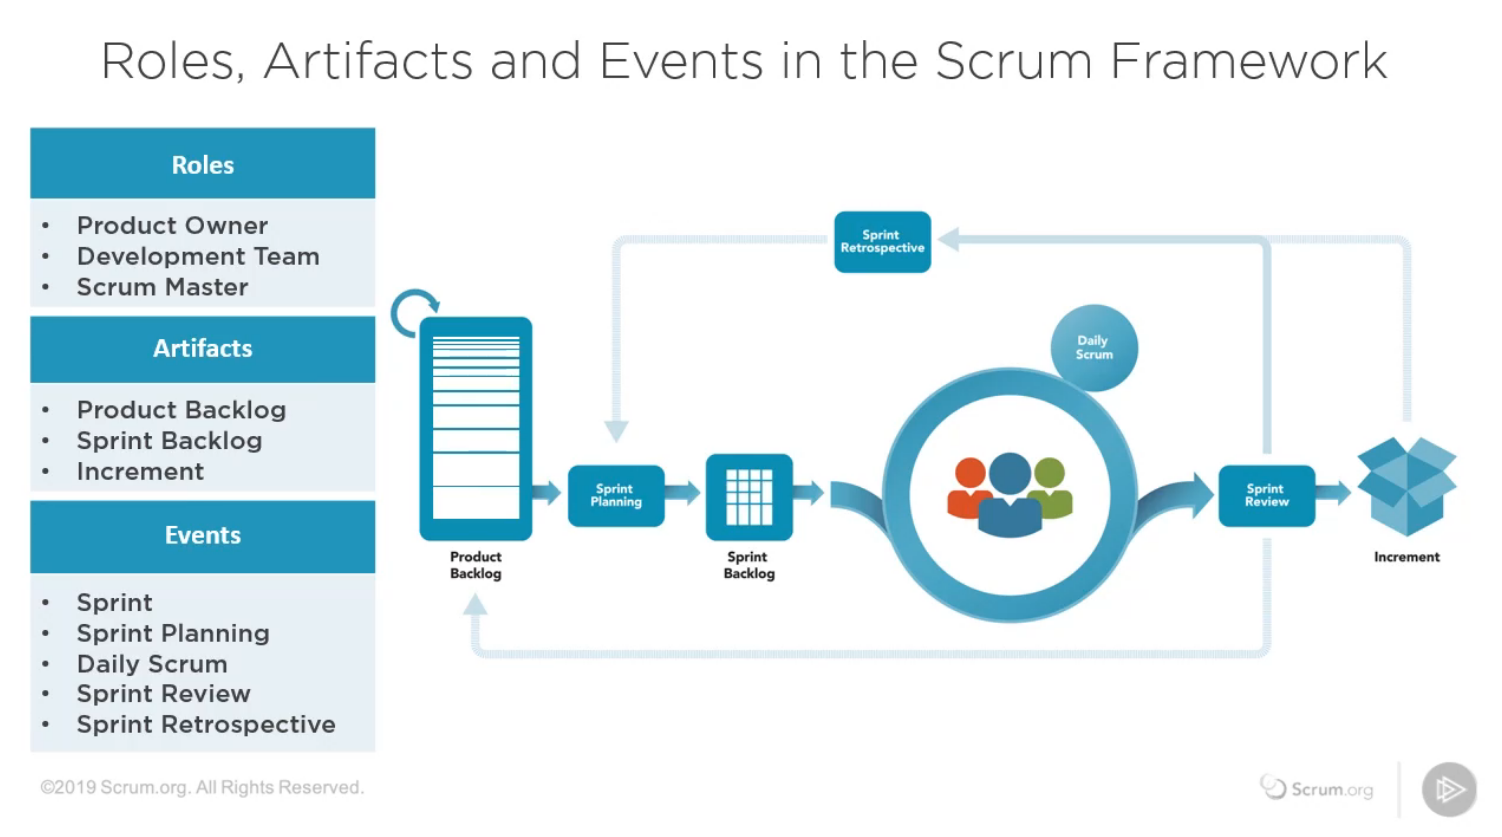 Roles, Artifacts and Events in the Scrum Framework
Roles
• Product Owner
• Development Team
• Scrum Master
Artifacts
• Product Backlog
• Sprint Backlog
• Increment
Events
• Sprint
• Sprint Planning
• Daily Scrum
• Sprint Review
• Sprint Retrospective
Sprint
Retrospective
Daily
Scrum
Sprint
Planning
Sprint
Review
Product
Backlog
Sprint
Backlog
Increment
©2019 Scrum.org. All Rights Reserved.
Scrum.org